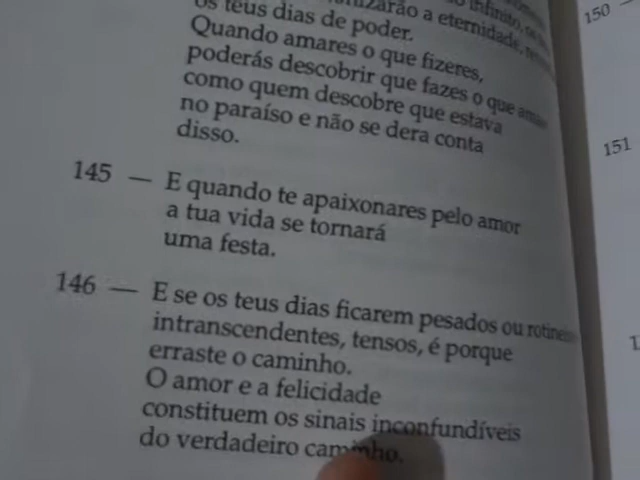 infinito,
os teus dias de poder.
Quando amares o que fizeres,
poderás descobrir que fazes o que
como quem descobre que estava
no paraíso e não se dera conta
disso.
145 — E quando te apaixonares pelo amor
a tua vida se tornará
uma festa.
146 — E se os teus dias ficarem pesados ou
intranscendentes, tensos, é porque
erraste o caminho.
O amor e a felicidade
constituem os sinais inconfundíveis
do verdadeiro caminho.
150 —
151